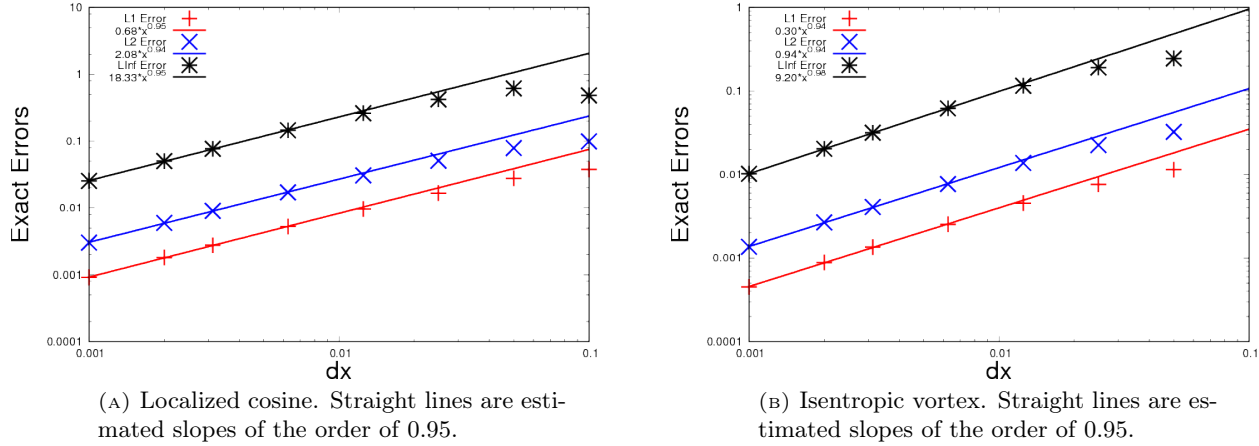 10
1
0.1
0.01
0.001
0.0001
Exact Errors
L1 Error
0.68*x^0.95
L2 Error
2.08*x^0.94
LInf Error
18.33*x^0.95
0.001
0.01
0.1
dx
(A) Localized cosine. Straight lines are esti-
mated slopes of the order of 0.95.
1
0.1
0.01
0.001
0.0001
Exact Errors
L1 Error
0.30*x^0.94
L2 Error
0.94*x^0.94
LInf Error
9.20*x^0.98
0.001
0.01
0.1
dx
(B) Isentropic vortex. Straight lines are es-
timated slopes of the order of 0.95.